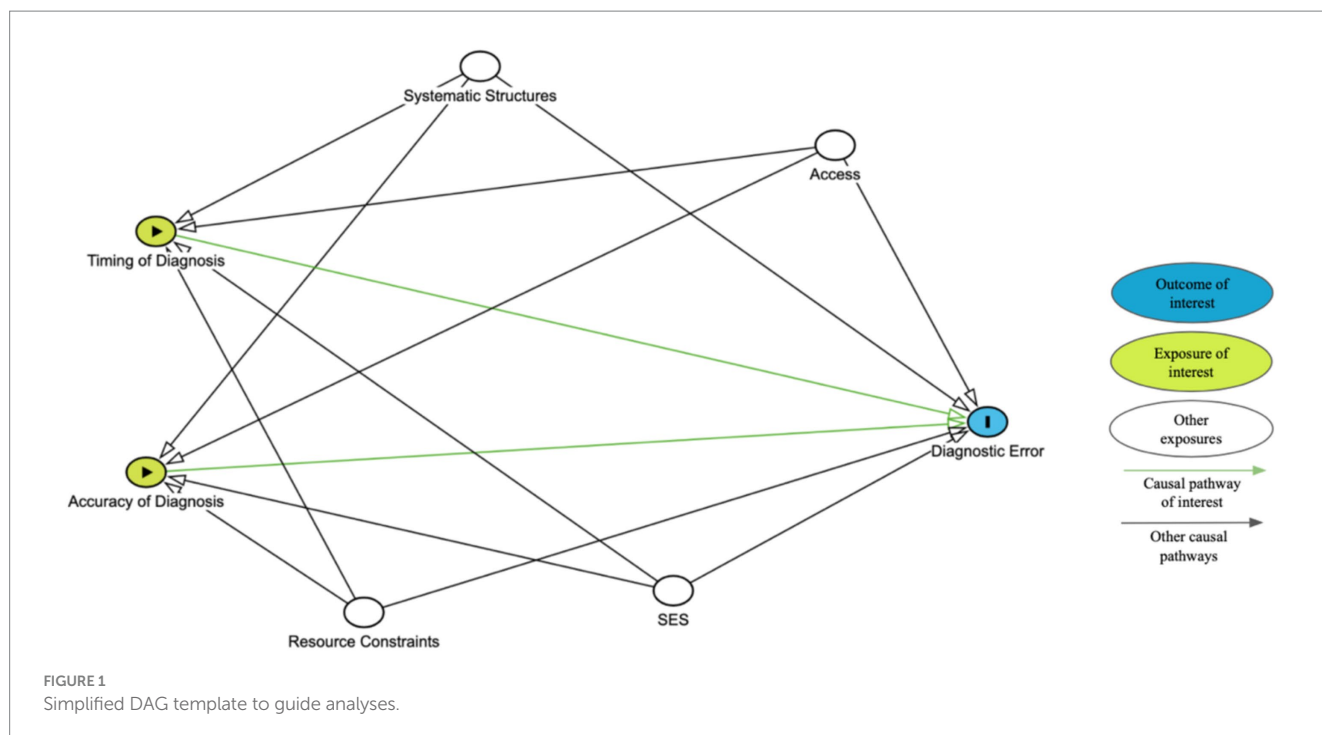 Systematic Structures
Access
Timing of Diagnosis
Diagnostic Error
Accuracy of Diagnosis
SES
Resource Constraints
Outcome of
interest
Exposure of
interest
Other
exposures
Causal pathway
of interest
Other causal
pathways
FIGURE 1
Simplified DAG template to guide analyses.